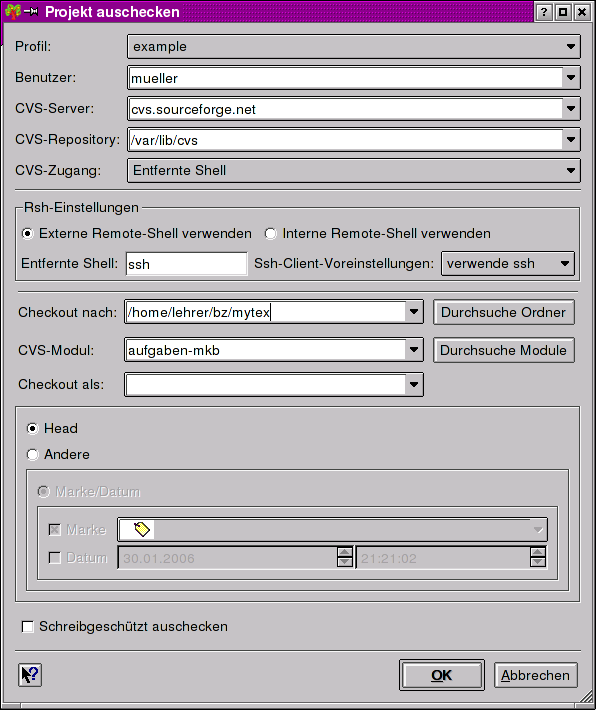 Projekt auschecken
Profil: example
Benutzer: mueller
CVS-Server: cvs.sourceforge.net
CVS-Repository: /var/lib/cvs
CVS-Zugang: Entfernte Shell
Rsh-Einstellungen
Externe Remote-Shell verwenden Interne Remote-Shell verwenden
Entfernte Shell: ssh Ssh-Client-Voreinstellungen: verwende ssh
Checkout nach: /home/lehrer/bz/mytex Durchsuche Ordner
CVS-Modul: aufgaben-mkb Durchsuche Module
Checkout als:
Head
Andere
Marke/Datum
Marke
Datum 30.01.2006 21:21:02
Schreibgeschützt auschecken
OK Abbrechen